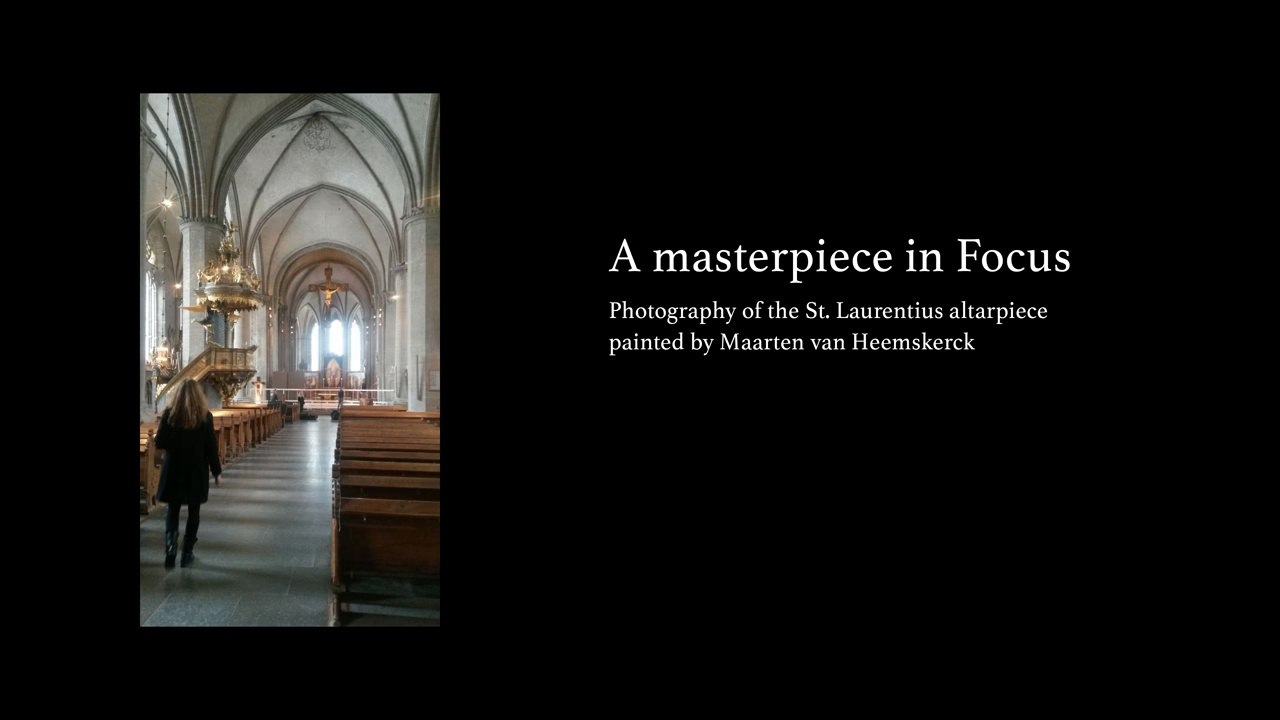 A masterpiece in Focus
Photography of the St. Laurentius altarpiece
painted by Maarten van Heemskerck